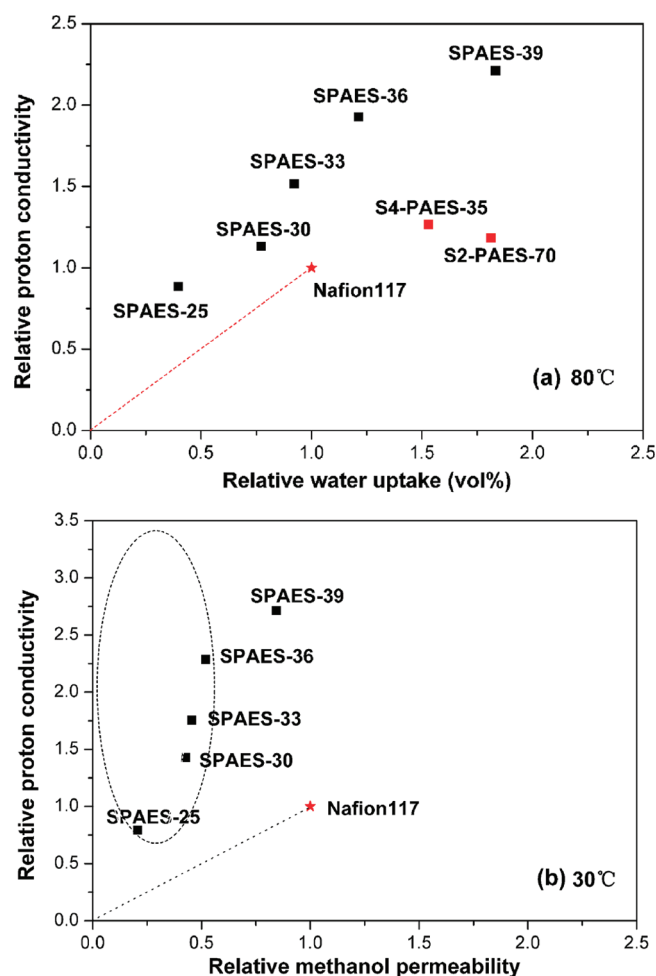 2.5
2.0
1.5
1.0
0.5
0.0
Relative proton conductivity
SPAES-39
SPAES-36
SPAES-33
S4-PAES-35
SPAES-30
S2-PAES-70
Nafion117
SPAES-25
(a) 80℃
0.0 0.5 1.0 1.5 2.0 2.5
Relative water uptake (vol%)
3.5
3.0
2.5
2.0
1.5
1.0
0.5
0.0
Relative proton conductivity
SPAES-39
SPAES-36
SPAES-33
SPAES-30
SPAES-25
Nafion117
(b) 30℃
0.0 0.5 1.0 1.5 2.0 2.5
Relative methanol permeability